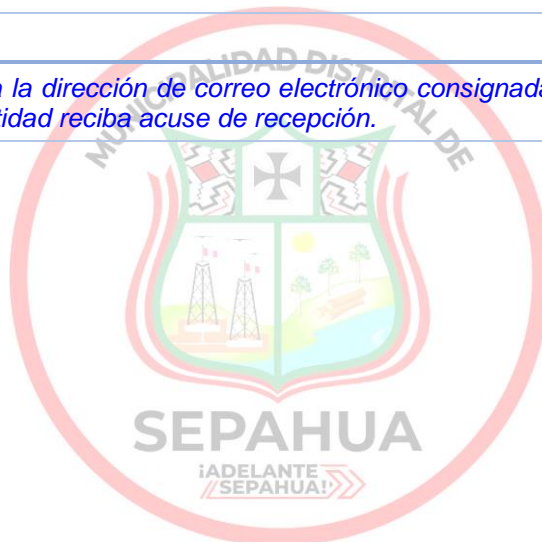 a la dirección de correo electrónico consignada
tidad reciba acuse de recepción.
MUNICIPALIDAD DISTRITAL DE
SEPAHUA
¡ADELANTE
SEPAHUA!